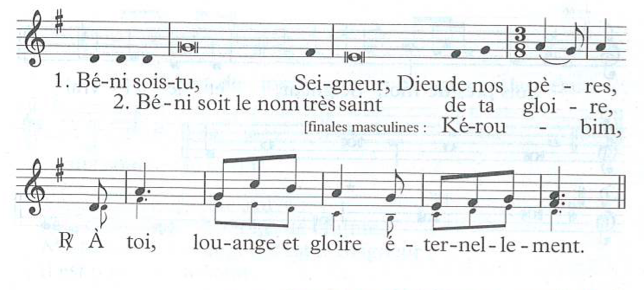 3
8
1. Bé-ni sois-tu, Sei-gneur, Dieu de nos pè - res,
2. Bé-ni soit le nom très saint de ta gloi - re,
[finales masculines : Ké-rou - bim,
R̸ À toi, lou-ange et gloire é - ter-nel-le-ment.